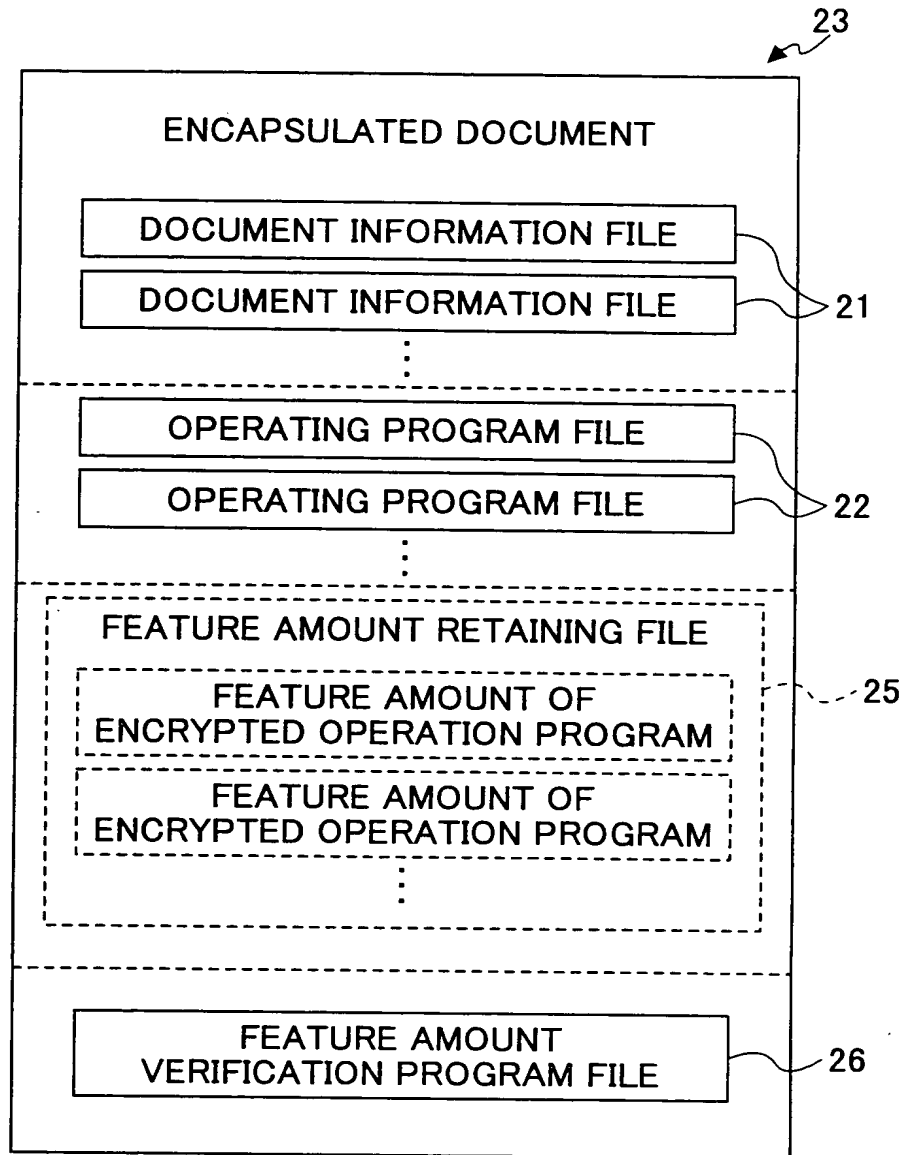 23
ENCAPSULATED DOCUMENT
DOCUMENT INFORMATION FILE
DOCUMENT INFORMATION FILE
21
OPERATING PROGRAM FILE
OPERATING PROGRAM FILE
22
FEATURE AMOUNT RETAINING FILE
25
FEATURE AMOUNT OF
ENCRYPTED OPERATION PROGRAM
FEATURE AMOUNT OF
ENCRYPTED OPERATION PROGRAM
FEATURE AMOUNT
VERIFICATION PROGRAM FILE
26